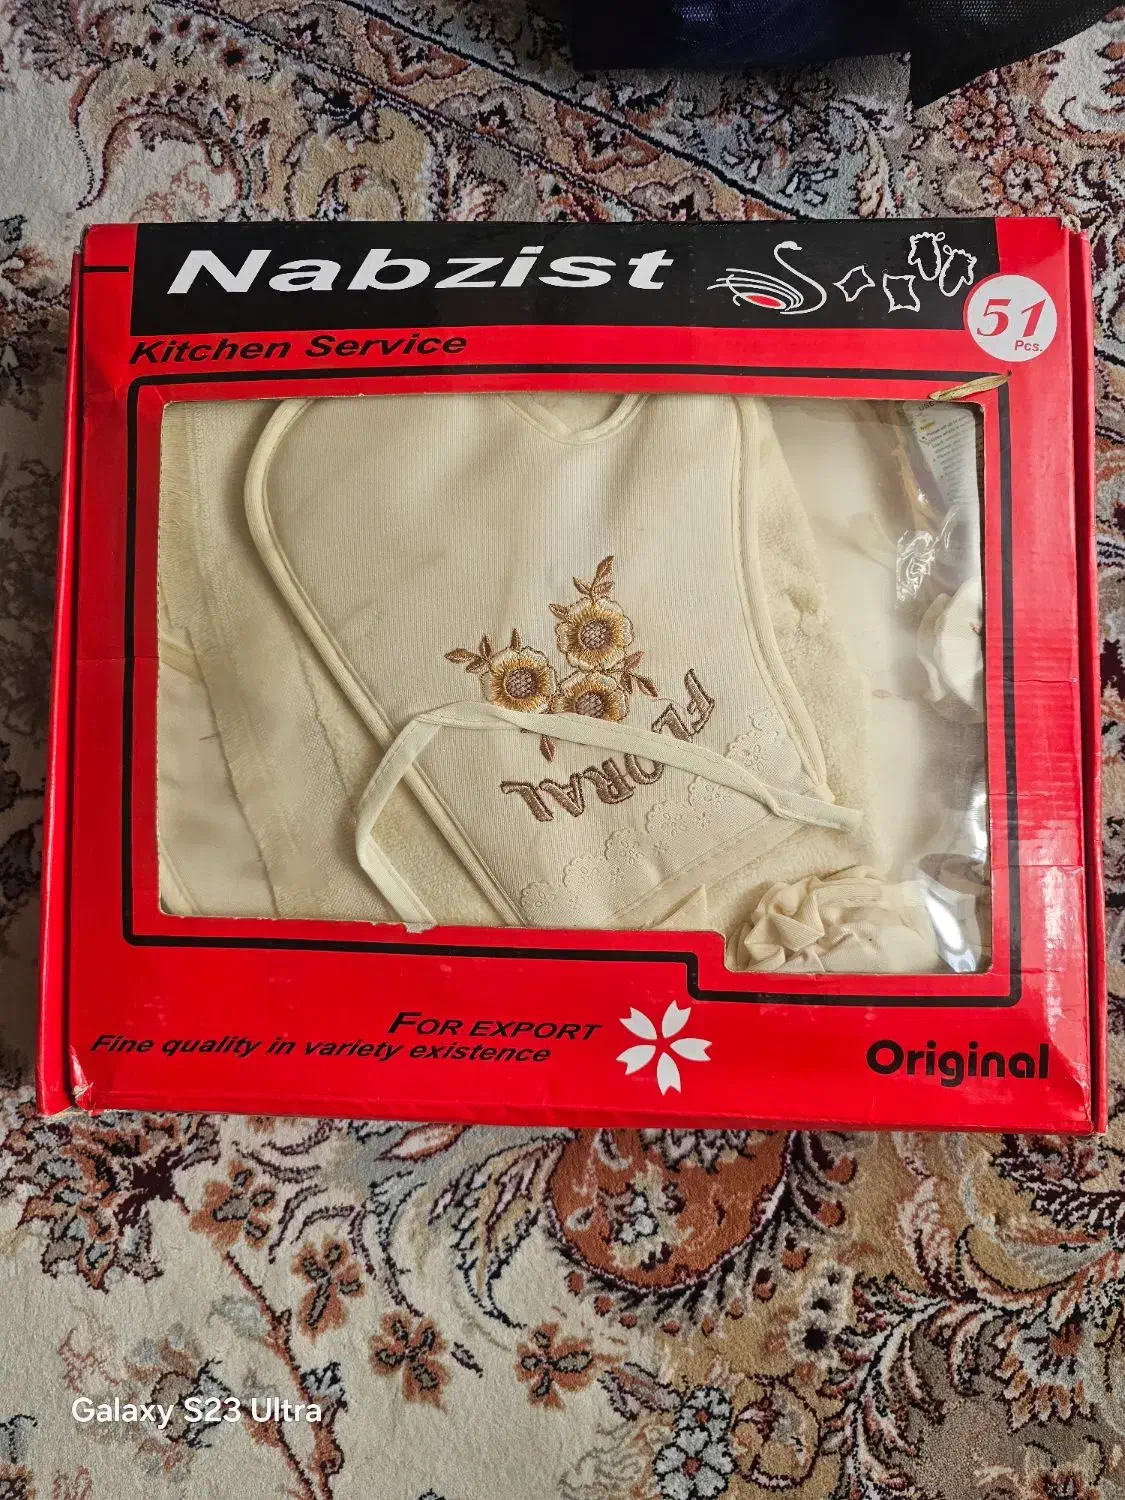 Nabzist
Kitchen Service
51
Pcs.
FLORAL
FOR EXPORT
Fine quality in variety existence
Original
Galaxy S23 Ultra